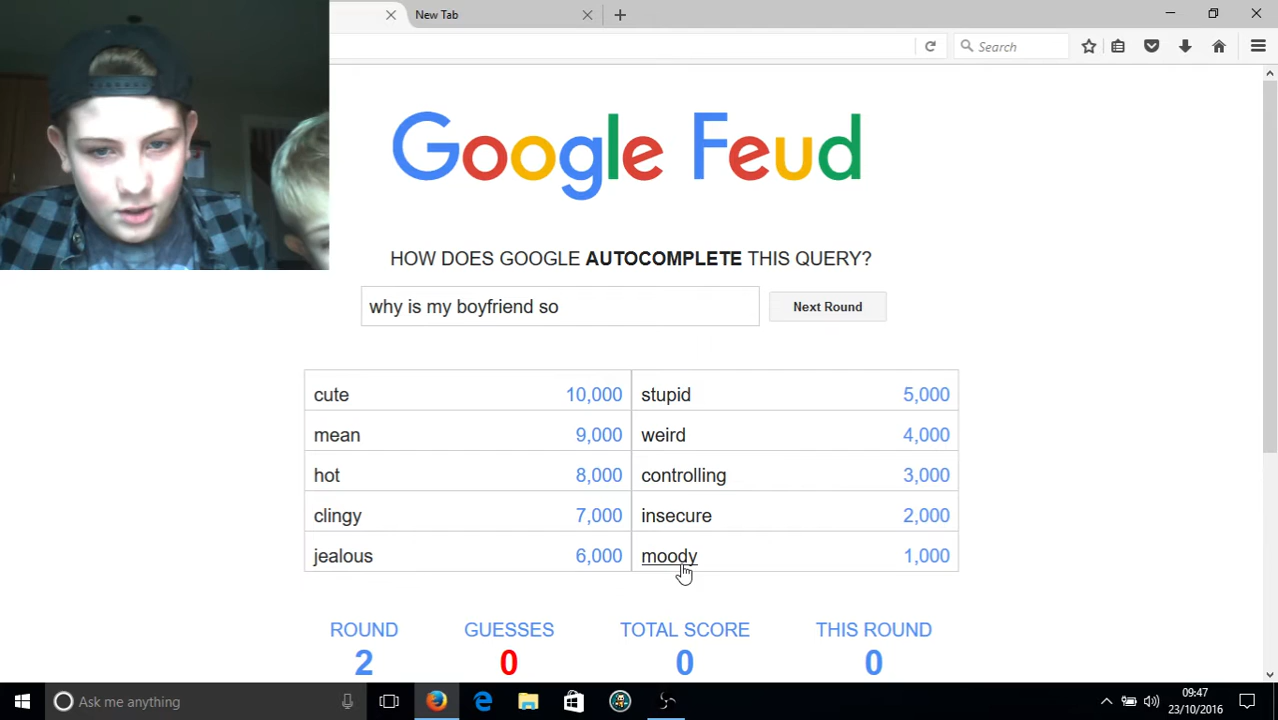 New Tab
Search
Google Feud
HOW DOES GOOGLE AUTOCOMPLETE THIS QUERY?
why is my boyfriend so
Next Round
cute 10,000 stupid 5,000
mean 9,000 weird 4,000
hot 8,000 controlling 3,000
clingy 7,000 insecure 2,000
jealous 6,000 moody 1,000
ROUND GUESSES TOTAL SCORE THIS ROUND
2 0 0 0
Ask me anything
09:47
23/10/2016